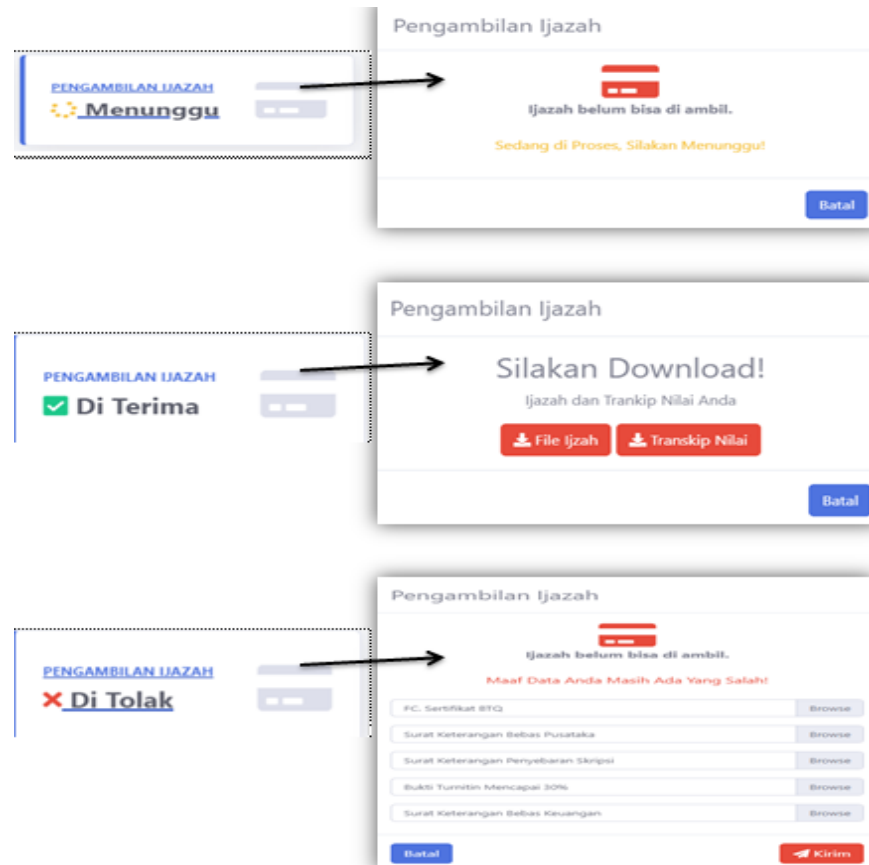 Pengambilan Ijazah
PENGAMBILAN IJAZAH
Menunggu
Ijazah belum bisa di ambil.
Sedang di Proses, Silakan Menunggu!
Batal
Pengambilan Ijazah
PENGAMBILAN IJAZAH
Di Terima
Silakan Download!
Ijazah dan Trankip Nilai Anda
File Ijzah
Transkip Nilai
Batal
Pengambilan Ijazah
PENGAMBILAN IJAZAH
Di Tolak
Ijazah belum bisa di ambil.
Maaf Data Anda Masih Ada Yang Salah!
FC. Sertifikat BTQ Browse
Surat Keterangan Bebas Pusataka Browse
Surat Keterangan Penyebaran Skripsi Browse
Bukti Turnitin Mencapai 30% Browse
Surat Keterangan Bebas Keuangan Browse
Batal
Kirim